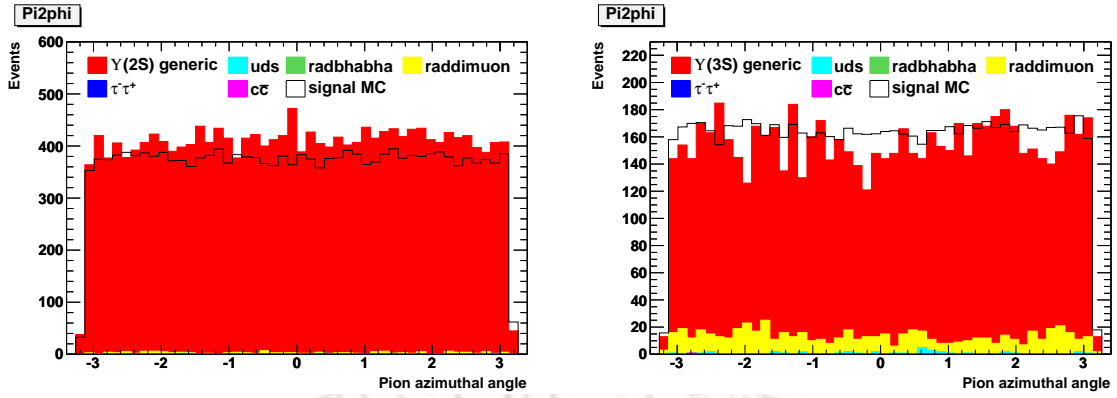 Pi2phi
Events
600
500
400
300
200
100
0
ϒ(2S) generic uds radbhabha raddimuon
τ⁻τ⁺ cc̅ signal MC
-3 -2 -1 0 1 2 3
Pion azimuthal angle
Pi2phi
Events
220
200
180
160
140
120
100
80
60
40
20
0
ϒ(3S) generic uds radbhabha raddimuon
τ⁻τ⁺ cc̅ signal MC
-3 -2 -1 0 1 2 3
Pion azimuthal angle